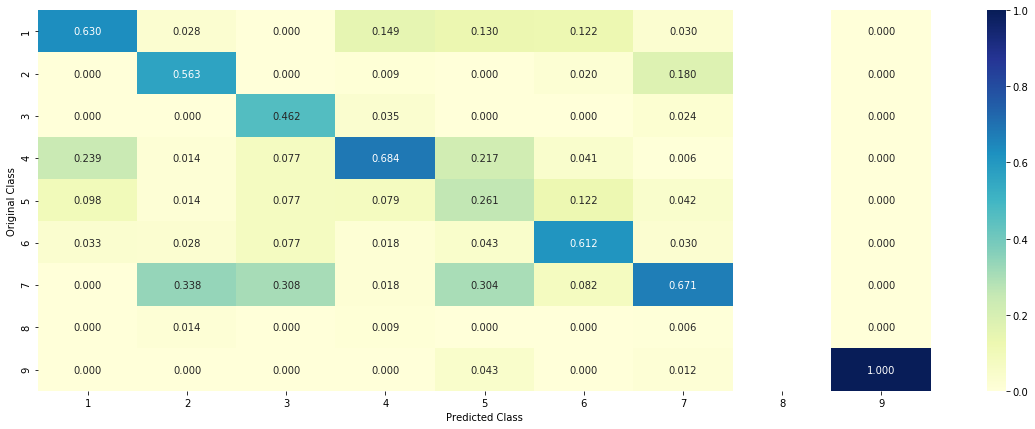 1 0.630 0.028 0.000 0.149 0.130 0.122 0.030 0.000
2 0.000 0.563 0.000 0.009 0.000 0.020 0.180 0.000
3 0.000 0.000 0.462 0.035 0.000 0.000 0.024 0.000
4 0.239 0.014 0.077 0.684 0.217 0.041 0.006 0.000
5 0.098 0.014 0.077 0.079 0.261 0.122 0.042 0.000
6 0.033 0.028 0.077 0.018 0.043 0.612 0.030 0.000
7 0.000 0.338 0.308 0.018 0.304 0.082 0.671 0.000
8 0.000 0.014 0.000 0.009 0.000 0.000 0.006 0.000
9 0.000 0.000 0.000 0.000 0.043 0.000 0.012 1.000
1 2 3 4 5 6 7 8 9
Predicted Class
Original Class
1.0
0.8
0.6
0.4
0.2
0.0